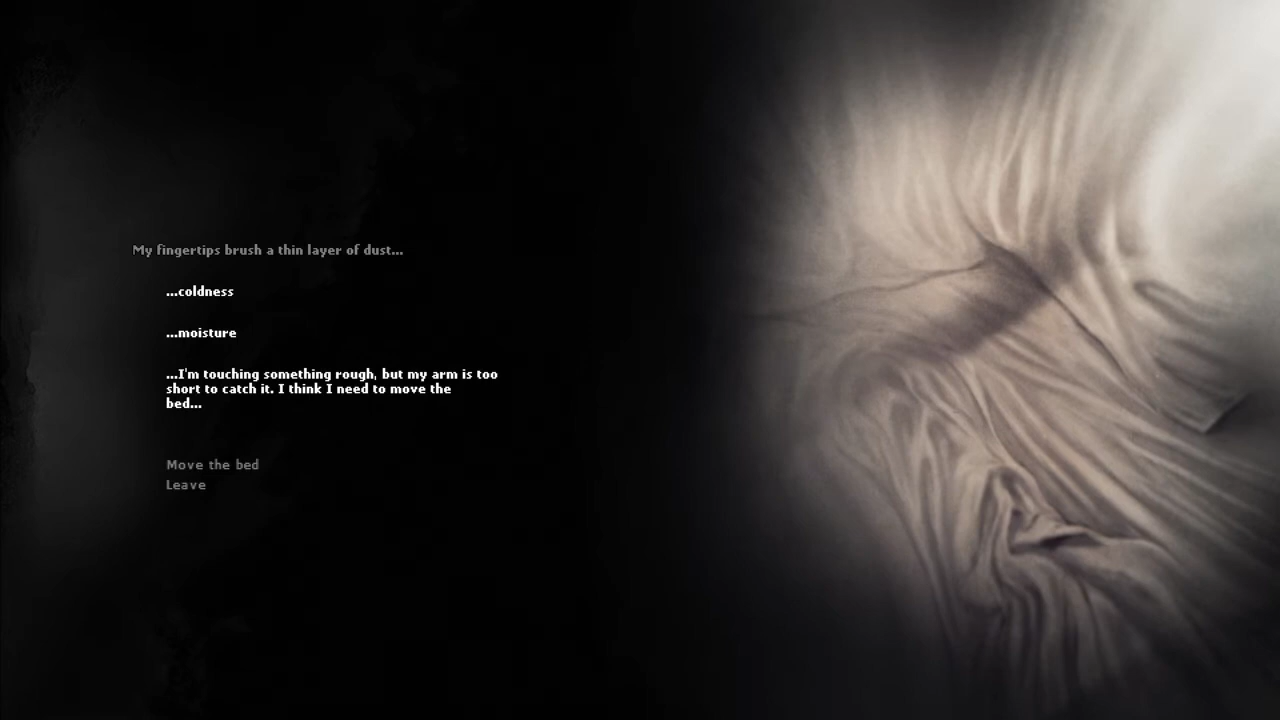 My fingertips brush a thin layer of dust...
...coldness
...moisture
...I'm touching something rough, but my arm is too
short to catch it. I think I need to move the
bed...
Move the bed
Leave